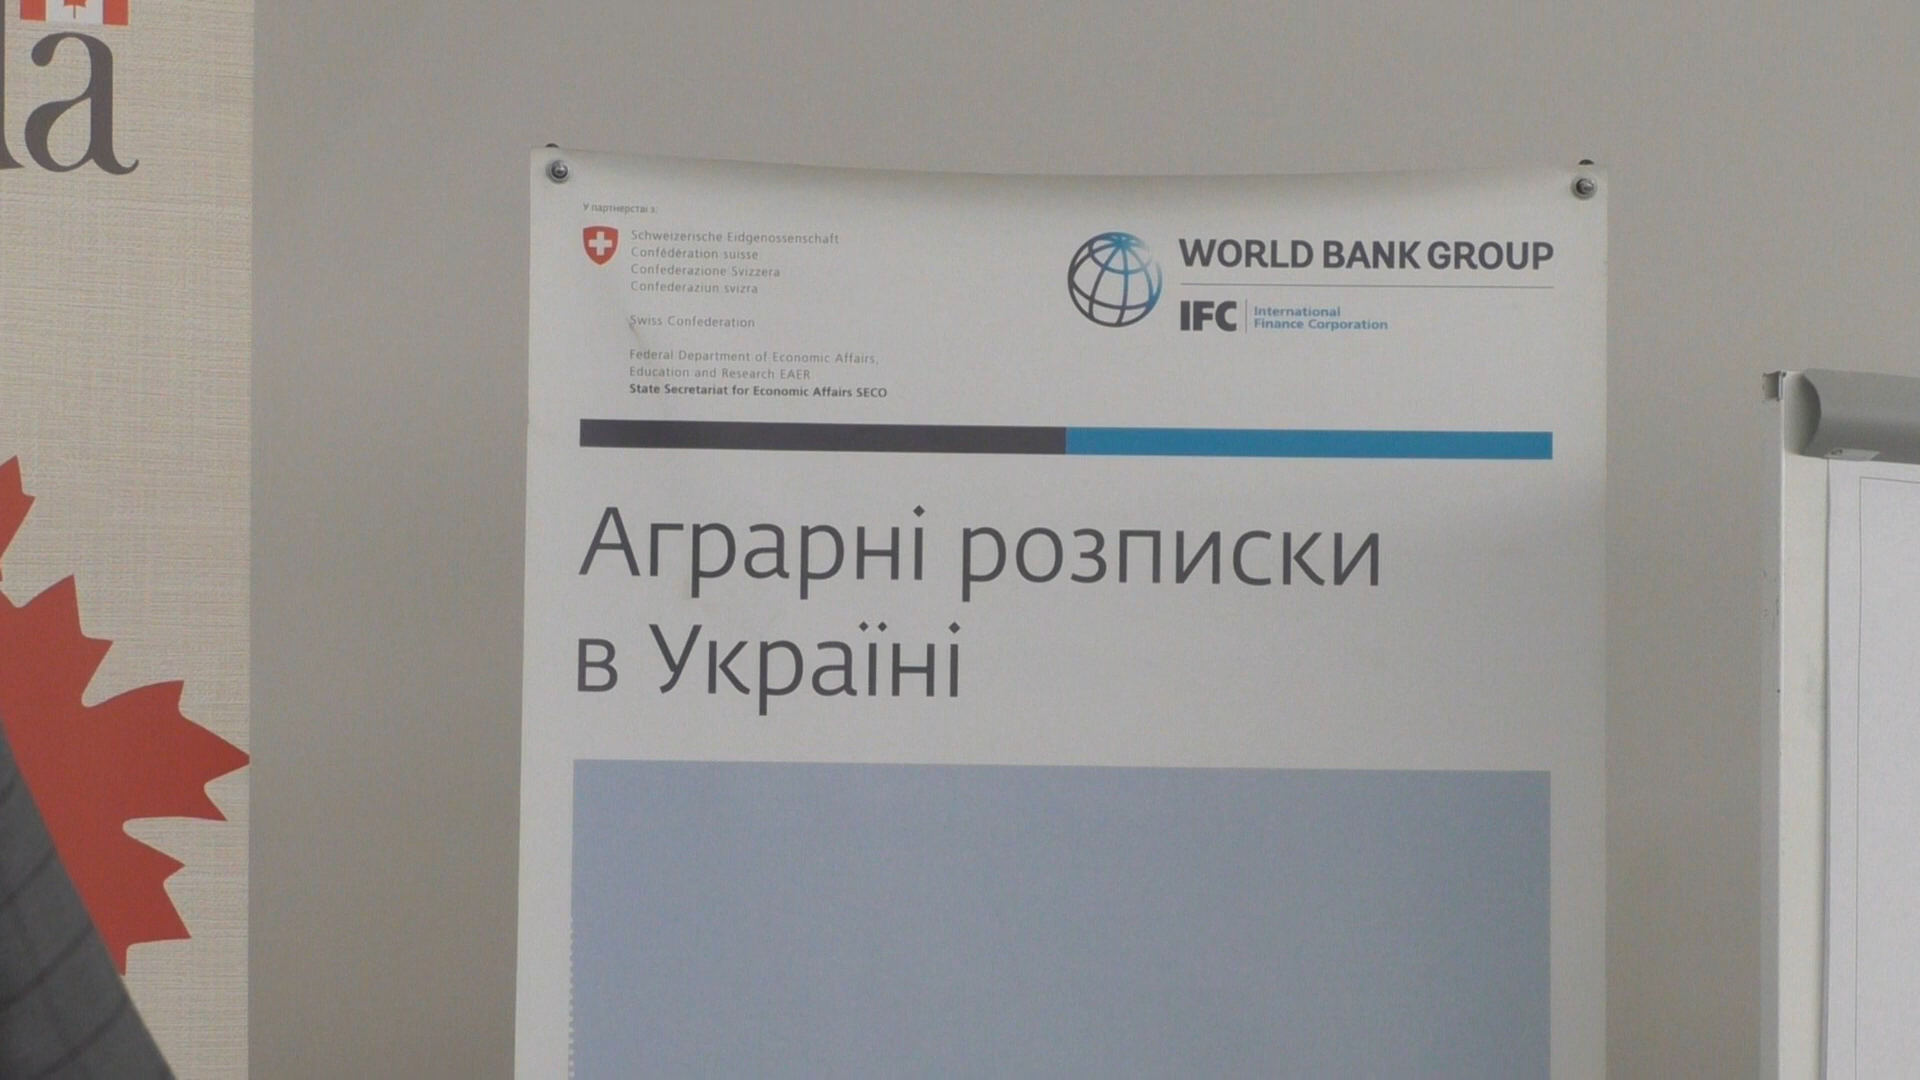 da
У партнерстві з:
Schweizerische Eidgenossenschaft
Confédération suisse
Confederazione Svizzera
Confederaziun svizra
Swiss Confederation
Federal Department of Economic Affairs,
Education and Research EAER
State Secretariat for Economic Affairs SECO
WORLD BANK GROUP
IFC International
Finance Corporation
Аграрні розписки
в Україні